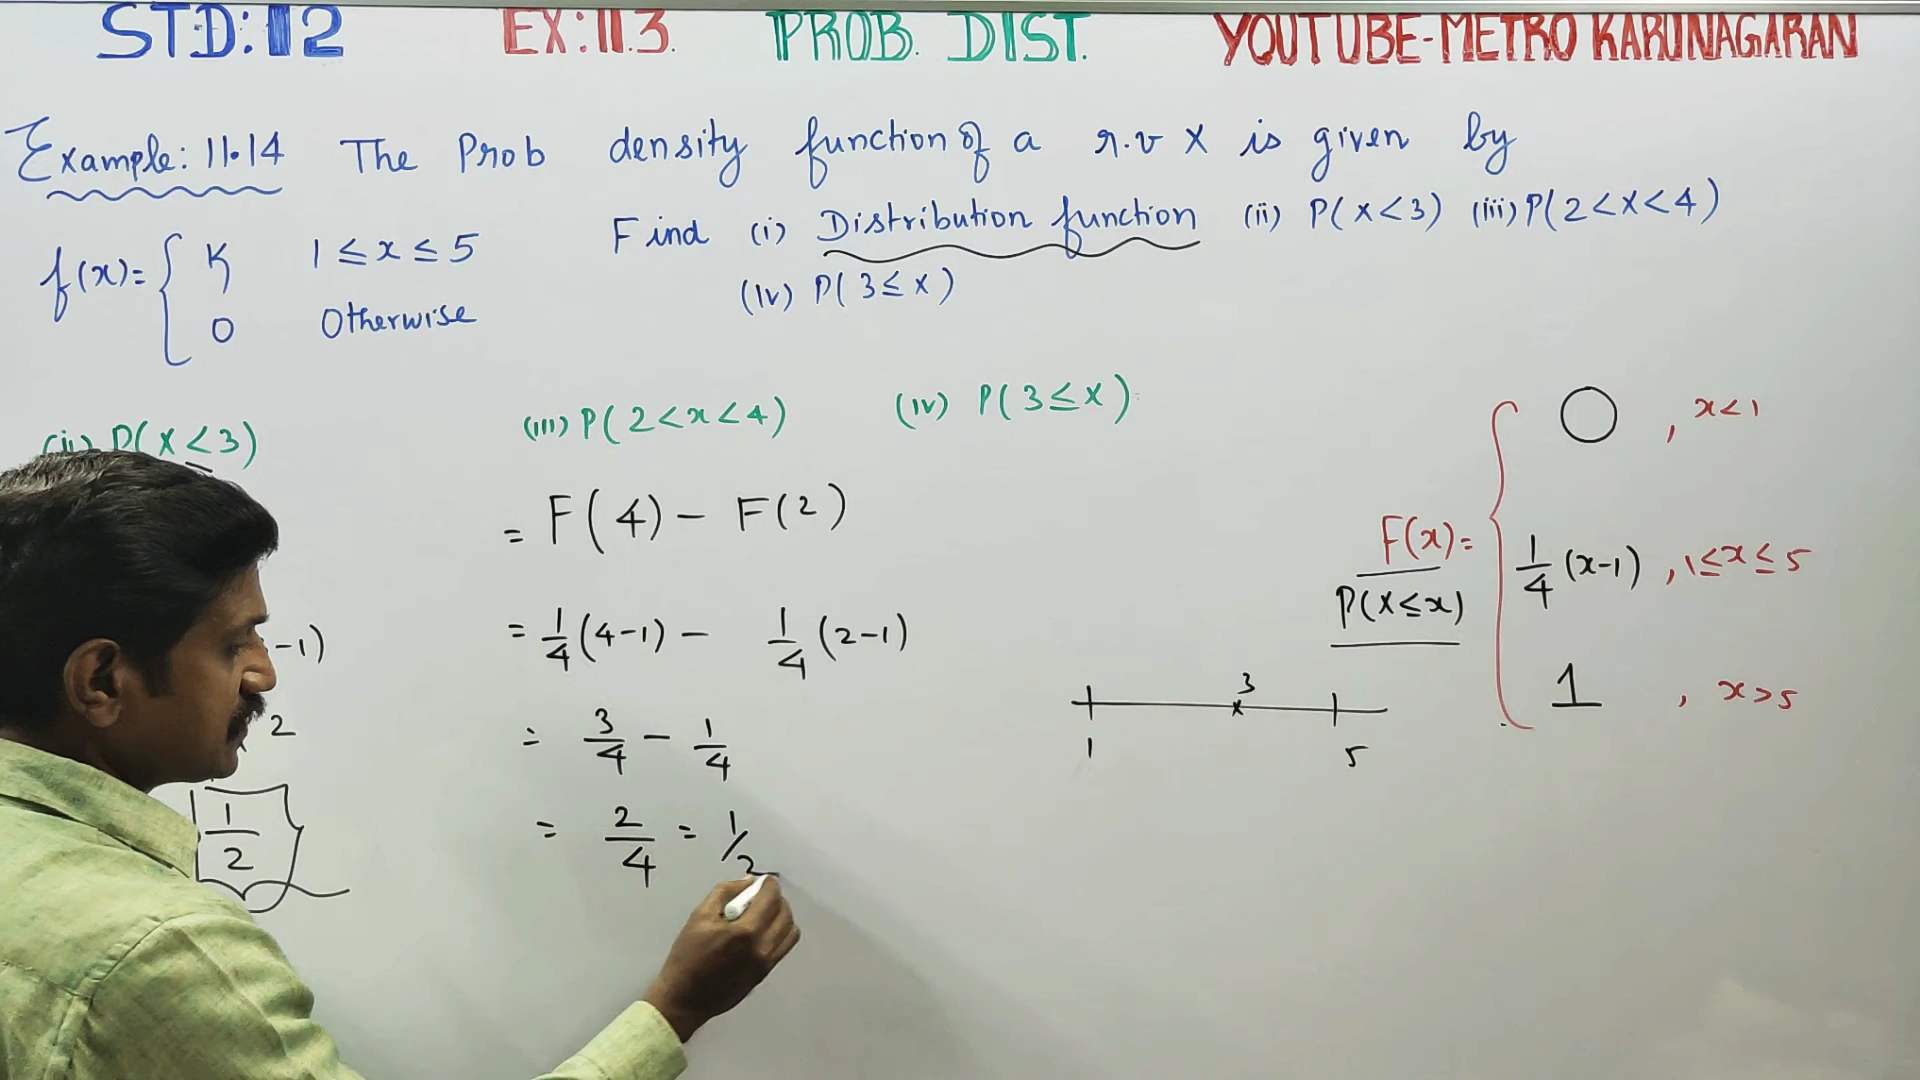 STD:12 EX:11.3. PROB. DIST. YOUTUBE-METRO KARUNAGARAN
Example: 11.14 The Prob density function of a r.v X is given by
Find (i) Distribution function (ii) P(X<3) (iii) P(2<X<4)
(iv) P(3≤X)
f(x)= { K 1≤x≤5
0 Otherwise
(ii) P(X<3)
-1)
2
1/2
(iii) P(2<x<4)
= F(4) - F(2)
= 1/4 (4-1) - 1/4 (2-1)
= 3/4 - 1/4
= 2/4 = 1/2
(iv) P(3≤X)
1 3 5
F(x)= { 0 , x<1
1/4 (x-1) , 1≤x≤5
1 , x>5
P(X≤x)